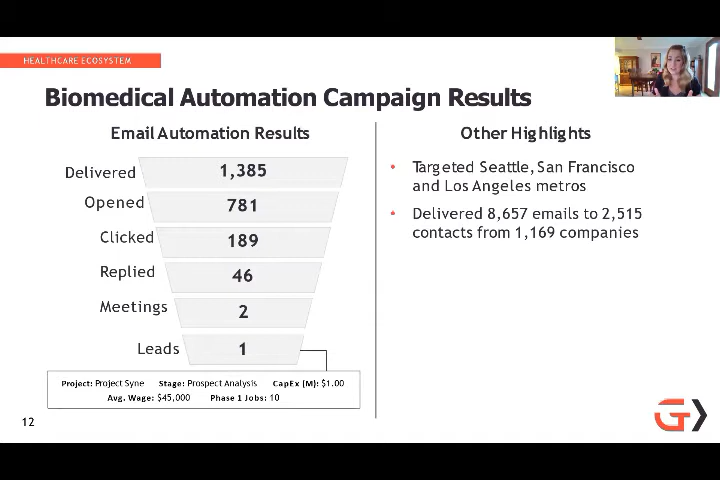 HEALTHCARE ECOSYSTEM
Biomedical Automation Campaign Results
Email Automation Results
Delivered 1,385
Opened 781
Clicked 189
Replied 46
Meetings 2
Leads 1
Project: Project Syne Stage: Prospect Analysis CapEx (M): $1.00
Avg. Wage: $45,000 Phase 1 Jobs: 10
Other Highlights
• Targeted Seattle, San Francisco
and Los Angeles metros
• Delivered 8,657 emails to 2,515
contacts from 1,169 companies
12
G